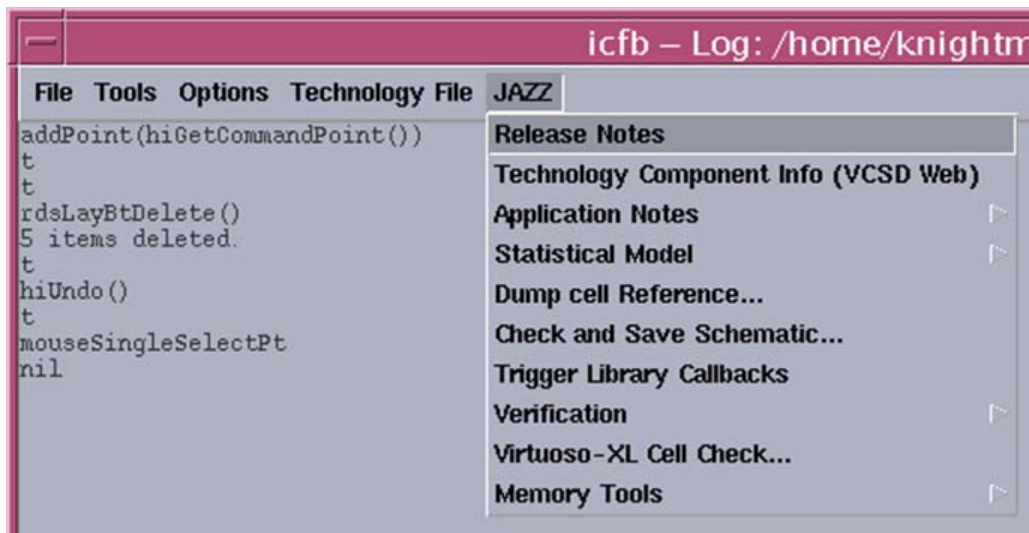 icfb – Log: /home/knightm
File Tools Options Technology File JAZZ
addPoint(hiGetCommandPoint())
t
t
rdsLayBtDelete()
5 items deleted.
t
hiUndo()
t
mouseSingleSelectPt
nil
Release Notes
Technology Component Info (VCSD Web)
Application Notes
Statistical Model
Dump cell Reference...
Check and Save Schematic...
Trigger Library Callbacks
Verification
Virtuoso-XL Cell Check...
Memory Tools